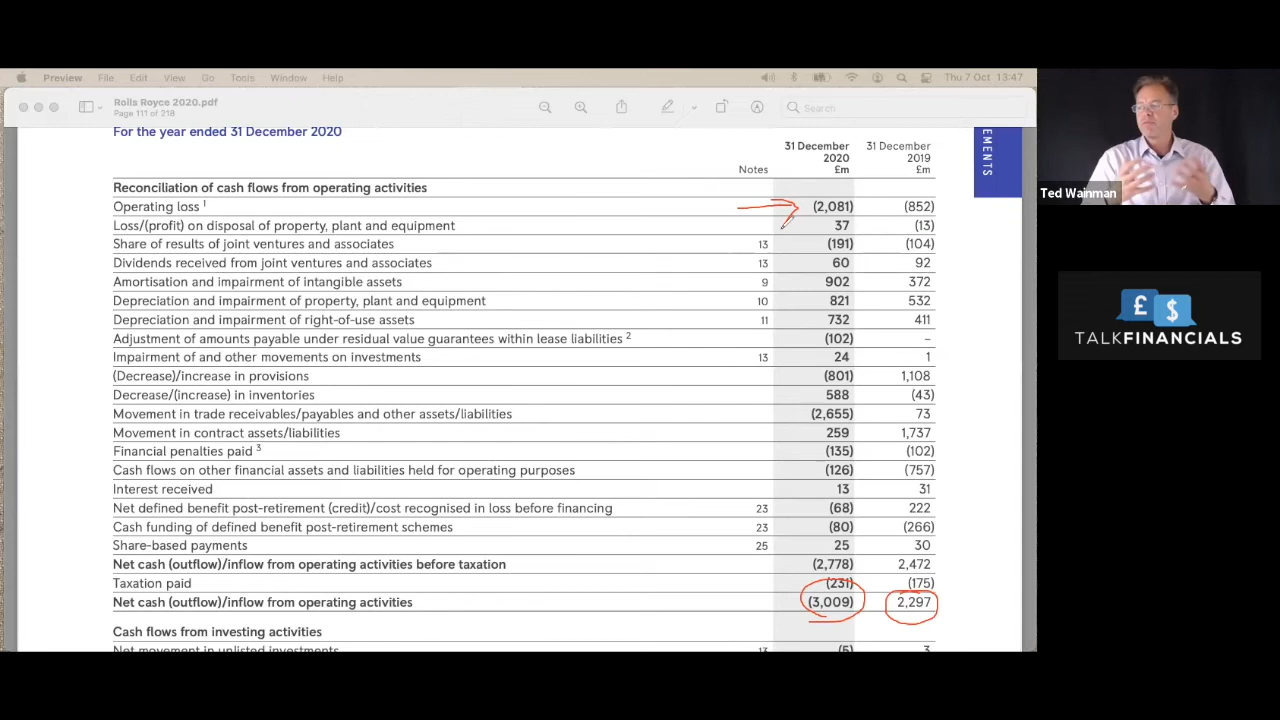 Preview File Edit View Go Tools Window Help Thu 7 Oct 13:47
Rolls Royce 2020.pdf
Page 111 of 218
Search
For the year ended 31 December 2020
EMENTS
Notes 31 December 2020 £m 31 December 2019 £m
Reconciliation of cash flows from operating activities
Operating loss 1 (2,081) (852)
Loss/(profit) on disposal of property, plant and equipment 37 (13)
Share of results of joint ventures and associates 13 (191) (104)
Dividends received from joint ventures and associates 13 60 92
Amortisation and impairment of intangible assets 9 902 372
Depreciation and impairment of property, plant and equipment 10 821 532
Depreciation and impairment of right-of-use assets 11 732 411
Adjustment of amounts payable under residual value guarantees within lease liabilities 2 (102) –
Impairment of and other movements on investments 13 24 1
(Decrease)/increase in provisions (801) 1,108
Decrease/(increase) in inventories 588 (43)
Movement in trade receivables/payables and other assets/liabilities (2,655) 73
Movement in contract assets/liabilities 259 1,737
Financial penalties paid 3 (135) (102)
Cash flows on other financial assets and liabilities held for operating purposes (126) (757)
Interest received 13 31
Net defined benefit post-retirement (credit)/cost recognised in loss before financing 23 (68) 222
Cash funding of defined benefit post-retirement schemes 23 (80) (266)
Share-based payments 25 25 30
Net cash (outflow)/inflow from operating activities before taxation (2,778) 2,472
Taxation paid (231) (175)
Net cash (outflow)/inflow from operating activities (3,009) 2,297
Cash flows from investing activities
Net movement in unlisted investments 13 (5) 3
Ted Wainman
£ $
TALKFINANCIALS